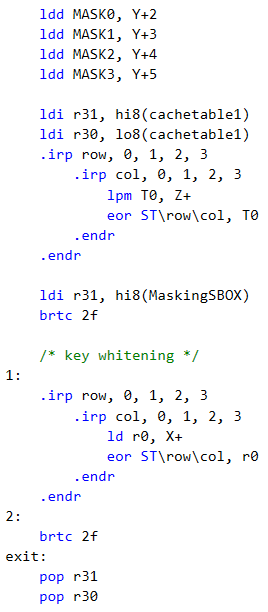 ldd MASK0, Y+2
ldd MASK1, Y+3
ldd MASK2, Y+4
ldd MASK3, Y+5
ldi r31, hi8(cachetable1)
ldi r30, lo8(cachetable1)
.irp row, 0, 1, 2, 3
.irp col, 0, 1, 2, 3
lpm T0, Z+
eor ST\row\col, T0
.endr
.endr
ldi r31, hi8(MaskingSBOX)
brtc 2f
/* key whitening */
1:
.irp row, 0, 1, 2, 3
.irp col, 0, 1, 2, 3
ld r0, X+
eor ST\row\col, r0
.endr
.endr
2:
brtc 2f
exit:
pop r31
pop r30